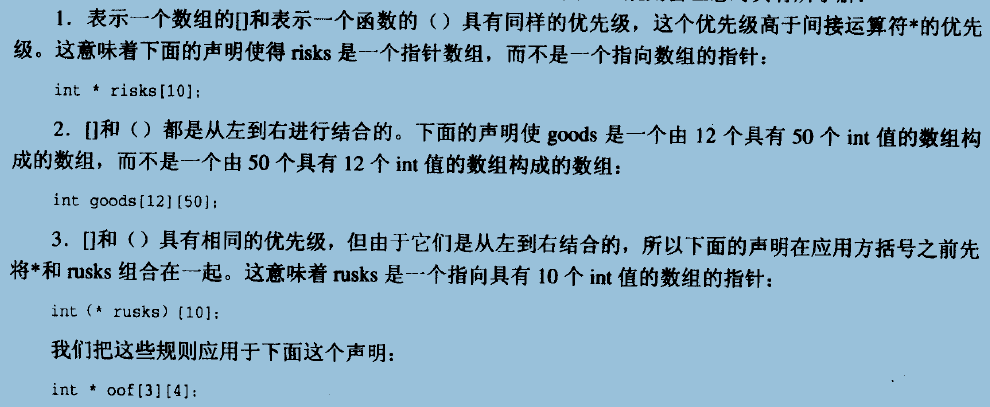 1．表示一个数组的[]和表示一个函数的（）具有同样的优先级，这个优先级高于间接运算符*的优先
级。这意味着下面的声明使得 risks 是一个指针数组，而不是一个指向数组的指针：
int * risks[10];
2．[]和（）都是从左到右进行结合的。下面的声明使 goods 是一个由 12 个具有 50 个 int 值的数组构
成的数组，而不是一个由 50 个具有 12 个 int 值的数组构成的数组：
int goods[12][50];
3．[]和（）具有相同的优先级，但由于它们是从左到右结合的，所以下面的声明在应用方括号之前先
将*和 rusks 组合在一起。这意味着 rusks 是一个指向具有 10 个 int 值的数组的指针：
int (* rusks) [10];
我们把这些规则应用于下面这个声明：
int * oof[3][4];